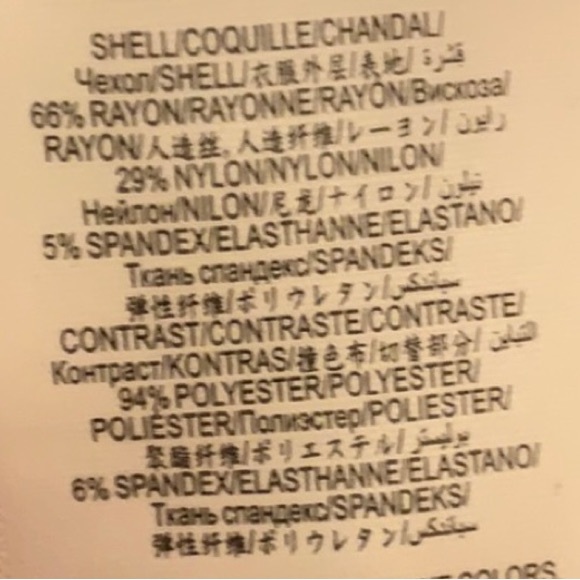 SHELL/COQUILLE/CHANDAL/
Чехол/SHELL/衣服外层/表地/ قشرة
66% RAYON/RAYONNE/RAYON/Вискоза/
RAYON/人造丝, 人造纤维/レーヨン/ رايون
29% NYLON/NYLON/NILON/
Нейлон/NILON/尼龙/ナイロン/ نيلون
5% SPANDEX/ELASTHANNE/ELASTANO/
Ткань спандекс/SPANDEKS/
弹性纤维/ポリウレタン/سباندكس
CONTRAST/CONTRASTE/CONTRASTE/
Контраст/KONTRAS/撞色布/切替部分/ التباين
94% POLYESTER/POLYESTER/
POLIÉSTER/Полиэстер/POLIESTER/
聚酯纤维/ポリエステル/ بوليستر
6% SPANDEX/ELASTHANNE/ELASTANO/
Ткань спандекс/SPANDEKS/
弹性纤维/ポリウレタン/سباندكس
COLORS